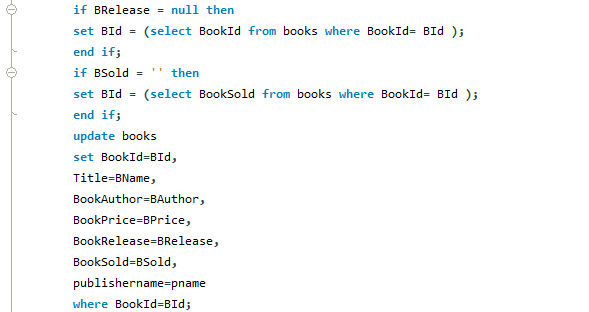 if BRelease = null then
set BId = (select BookId from books where BookId= BId );
end if;
if BSold = '' then
set BId = (select BookSold from books where BookId= BId );
end if;
update books
set BookId=BId,
Title=BName,
BookAuthor=BAuthor,
BookPrice=BPrice,
BookRelease=BRelease,
BookSold=BSold,
publishername=pname
where BookId=BId;